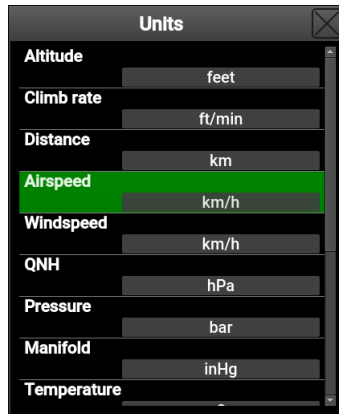 Units
Altitude
feet
Climb rate
ft/min
Distance
km
Airspeed
km/h
Windspeed
km/h
QNH
hPa
Pressure
bar
Manifold
inHg
Temperature